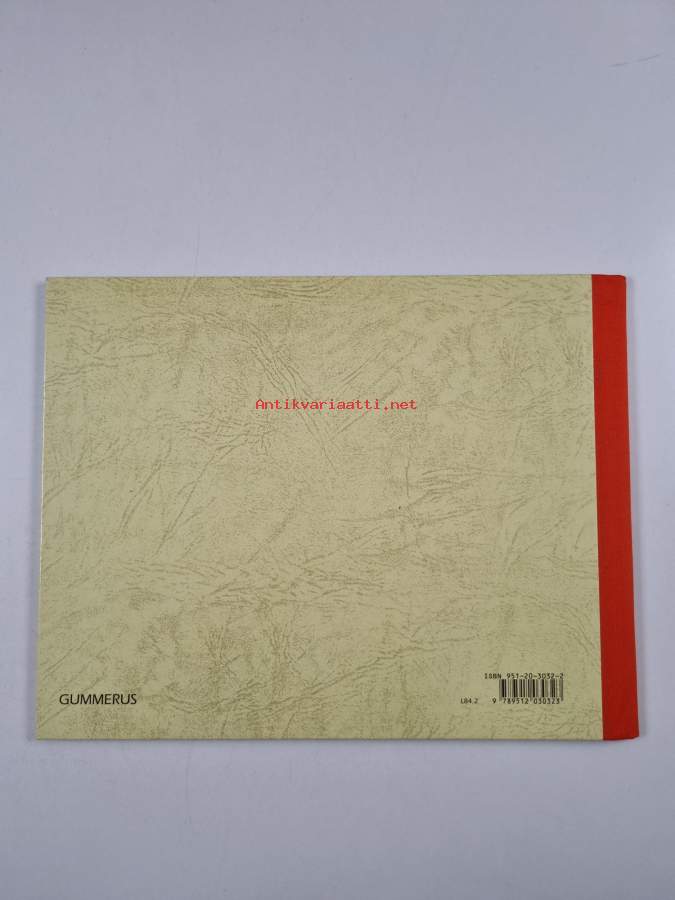 Antikvariaatti.net
ISBN 951-20-3032-2
GUMMERUS
L84.2
9 789512 030323